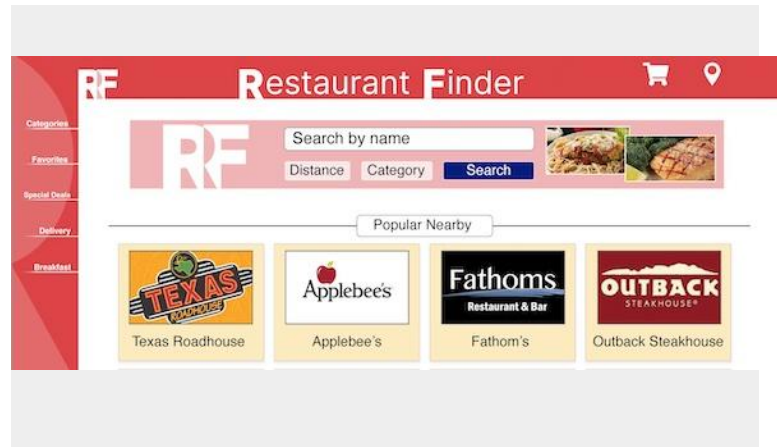 RF
Restaurant Finder
Categories
Favorites
Special Deals
Delivery
Breakfast
RF
Search by name
Distance Category Search
Popular Nearby
TEXAS
ROADHOUSE
Texas Roadhouse
Applebee's
Applebee's
Fathoms
Restaurant & Bar
Fathom's
OUTBACK
STEAKHOUSE®
Outback Steakhouse